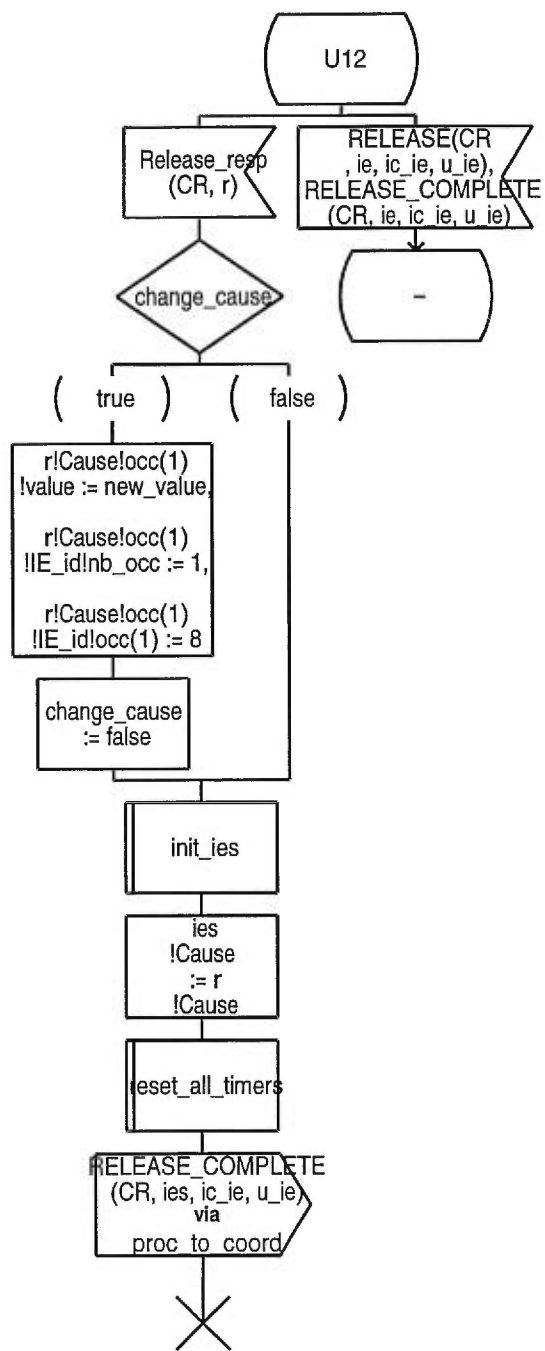 U12
Release_resp
(CR, r)
RELEASE(CR
, ie, ic_ie, u_ie),
RELEASE_COMPLETE
(CR, ie, ic_ie, u_ie)
–
change_cause
( true )
( false )
r!Cause!occ(1)
!value := new_value,
r!Cause!occ(1)
!IE_id!nb_occ := 1,
r!Cause!occ(1)
!IE_id!occ(1) := 8
change_cause
:= false
init_ies
ies
!Cause
:= r
!Cause
reset_all_timers
RELEASE_COMPLETE
(CR, ies, ic_ie, u_ie)
via
proc_to_coord